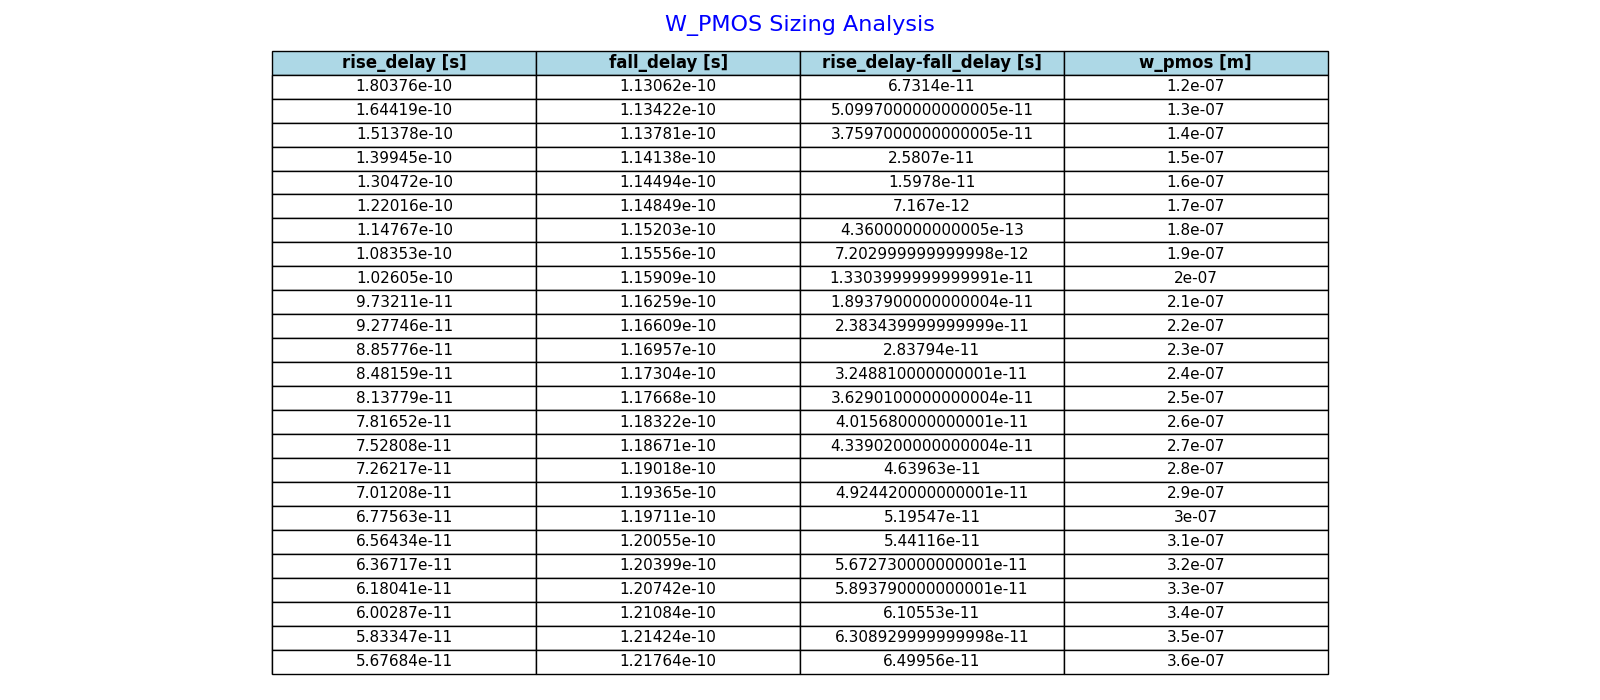 W_PMOS Sizing Analysis
rise_delay [s] fall_delay [s] rise_delay-fall_delay [s] w_pmos [m]
1.80376e-10 1.13062e-10 6.7314e-11 1.2e-07
1.64419e-10 1.13422e-10 5.0997000000000005e-11 1.3e-07
1.51378e-10 1.13781e-10 3.7597000000000005e-11 1.4e-07
1.39945e-10 1.14138e-10 2.5807e-11 1.5e-07
1.30472e-10 1.14494e-10 1.5978e-11 1.6e-07
1.22016e-10 1.14849e-10 7.167e-12 1.7e-07
1.14767e-10 1.15203e-10 4.36000000000005e-13 1.8e-07
1.08353e-10 1.15556e-10 7.202999999999998e-12 1.9e-07
1.02605e-10 1.15909e-10 1.3303999999999991e-11 2e-07
9.73211e-11 1.16259e-10 1.8937900000000004e-11 2.1e-07
9.27746e-11 1.16609e-10 2.383439999999999e-11 2.2e-07
8.85776e-11 1.16957e-10 2.83794e-11 2.3e-07
8.48159e-11 1.17304e-10 3.248810000000001e-11 2.4e-07
8.13779e-11 1.17668e-10 3.6290100000000004e-11 2.5e-07
7.81652e-11 1.18322e-10 4.015680000000001e-11 2.6e-07
7.52808e-11 1.18671e-10 4.3390200000000004e-11 2.7e-07
7.26217e-11 1.19018e-10 4.63963e-11 2.8e-07
7.01208e-11 1.19365e-10 4.924420000000001e-11 2.9e-07
6.77563e-11 1.19711e-10 5.19547e-11 3e-07
6.56434e-11 1.20055e-10 5.44116e-11 3.1e-07
6.36717e-11 1.20399e-10 5.672730000000001e-11 3.2e-07
6.18041e-11 1.20742e-10 5.893790000000001e-11 3.3e-07
6.00287e-11 1.21084e-10 6.10553e-11 3.4e-07
5.83347e-11 1.21424e-10 6.308929999999998e-11 3.5e-07
5.67684e-11 1.21764e-10 6.49956e-11 3.6e-07